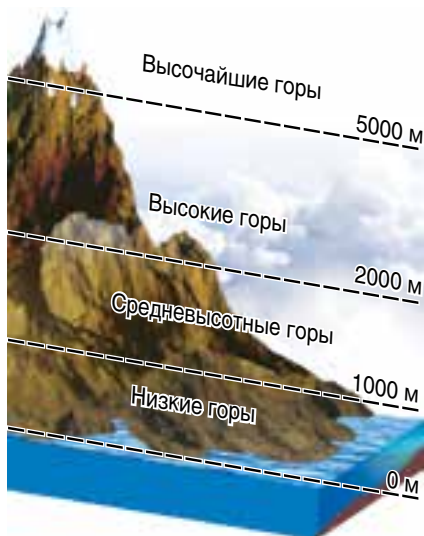 Высочайшие горы
5000 м
Высокие горы
2000 м
Средневысотные горы
1000 м
Низкие горы
0 м